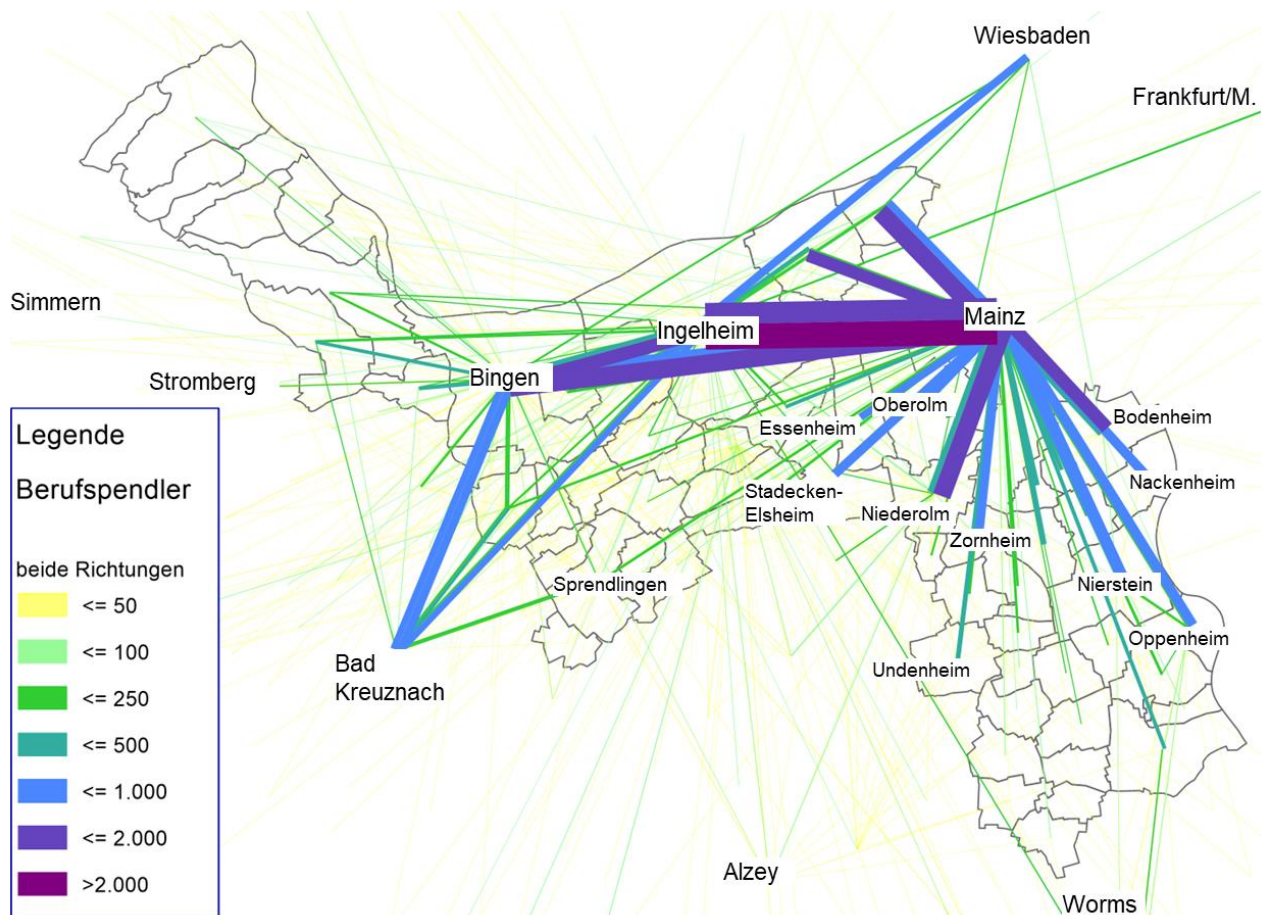 Wiesbaden
Frankfurt/M.
Simmern
Ingelheim
Mainz
Stromberg
Bingen
Oberolm
Bodenheim
Essenheim
Nackenheim
Stadecken-
Elsheim
Niederolm
Zornheim
Sprendlingen
Nierstein
Oppenheim
Undenheim
Bad
Kreuznach
Alzey
Worms
Legende
Berufspendler
beide Richtungen
<= 50
<= 100
<= 250
<= 500
<= 1.000
<= 2.000
>2.000